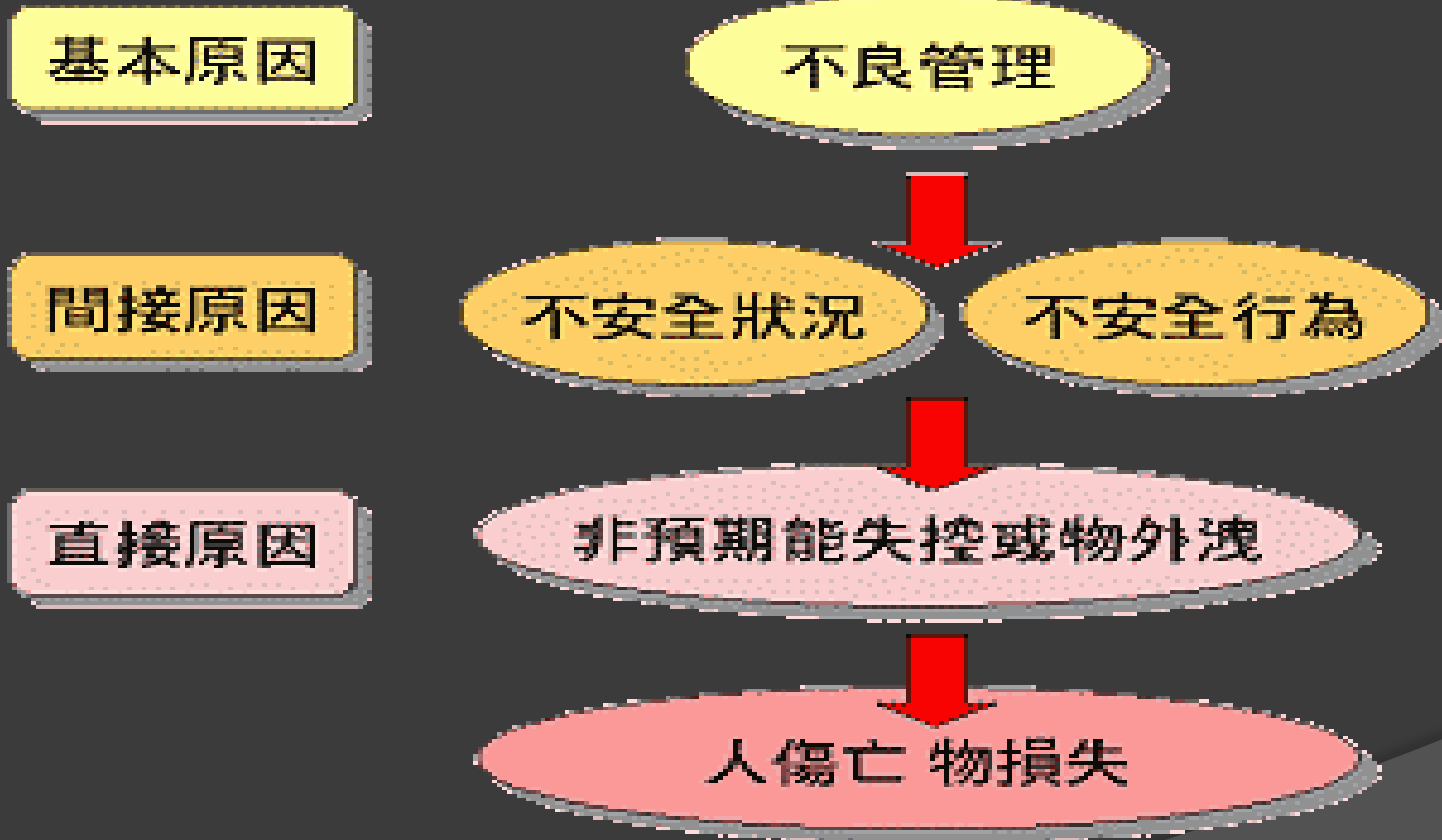 基本原因
不良管理
間接原因
不安全狀況
不安全行為
直接原因
非預期能失控或物外洩
人傷亡 物損失